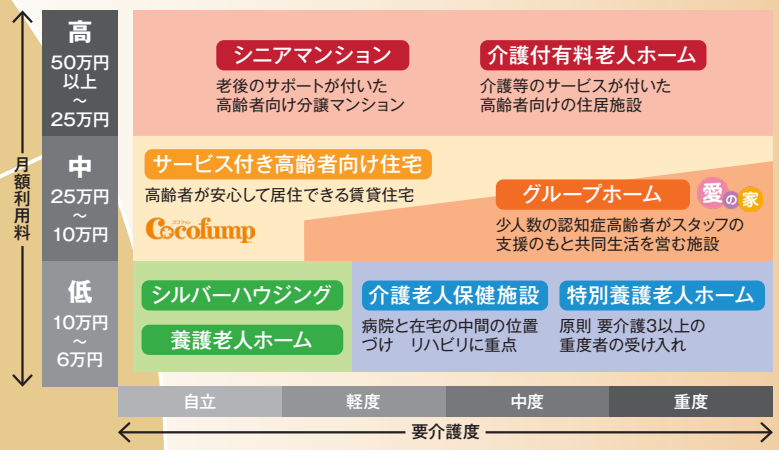 月額利用料
高
50万円
以上
~
25万円
シニアマンション
老後のサポートが付いた
高齢者向け分譲マンション
介護付有料老人ホーム
介護等のサービスが付いた
高齢者向けの住居施設
中
25万円
~
10万円
サービス付き高齢者向け住宅
高齢者が安心して居住できる賃貸住宅
Cocofump
グループホーム
愛の家
少人数の認知症高齢者がスタッフの
支援のもと共同生活を営む施設
低
10万円
~
6万円
シルバーハウジング
養護老人ホーム
介護老人保健施設
病院と在宅の中間の位置
づけ　リハビリに重点
特別養護老人ホーム
原則 要介護3以上の
重度者の受け入れ
自立
軽度
中度
重度
要介護度